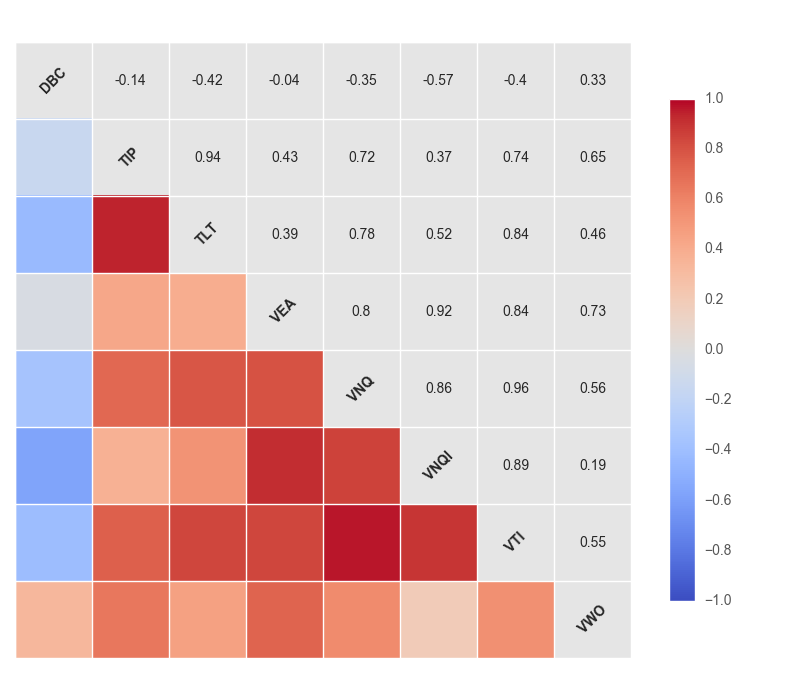 DBC -0.14 -0.42 -0.04 -0.35 -0.57 -0.4 0.33
TIP 0.94 0.43 0.72 0.37 0.74 0.65
TLT 0.39 0.78 0.52 0.84 0.46
VEA 0.8 0.92 0.84 0.73
VNQ 0.86 0.96 0.56
VNQI 0.89 0.19
VTI 0.55
VWO
1.0
0.8
0.6
0.4
0.2
0.0
−0.2
−0.4
−0.6
−0.8
−1.0